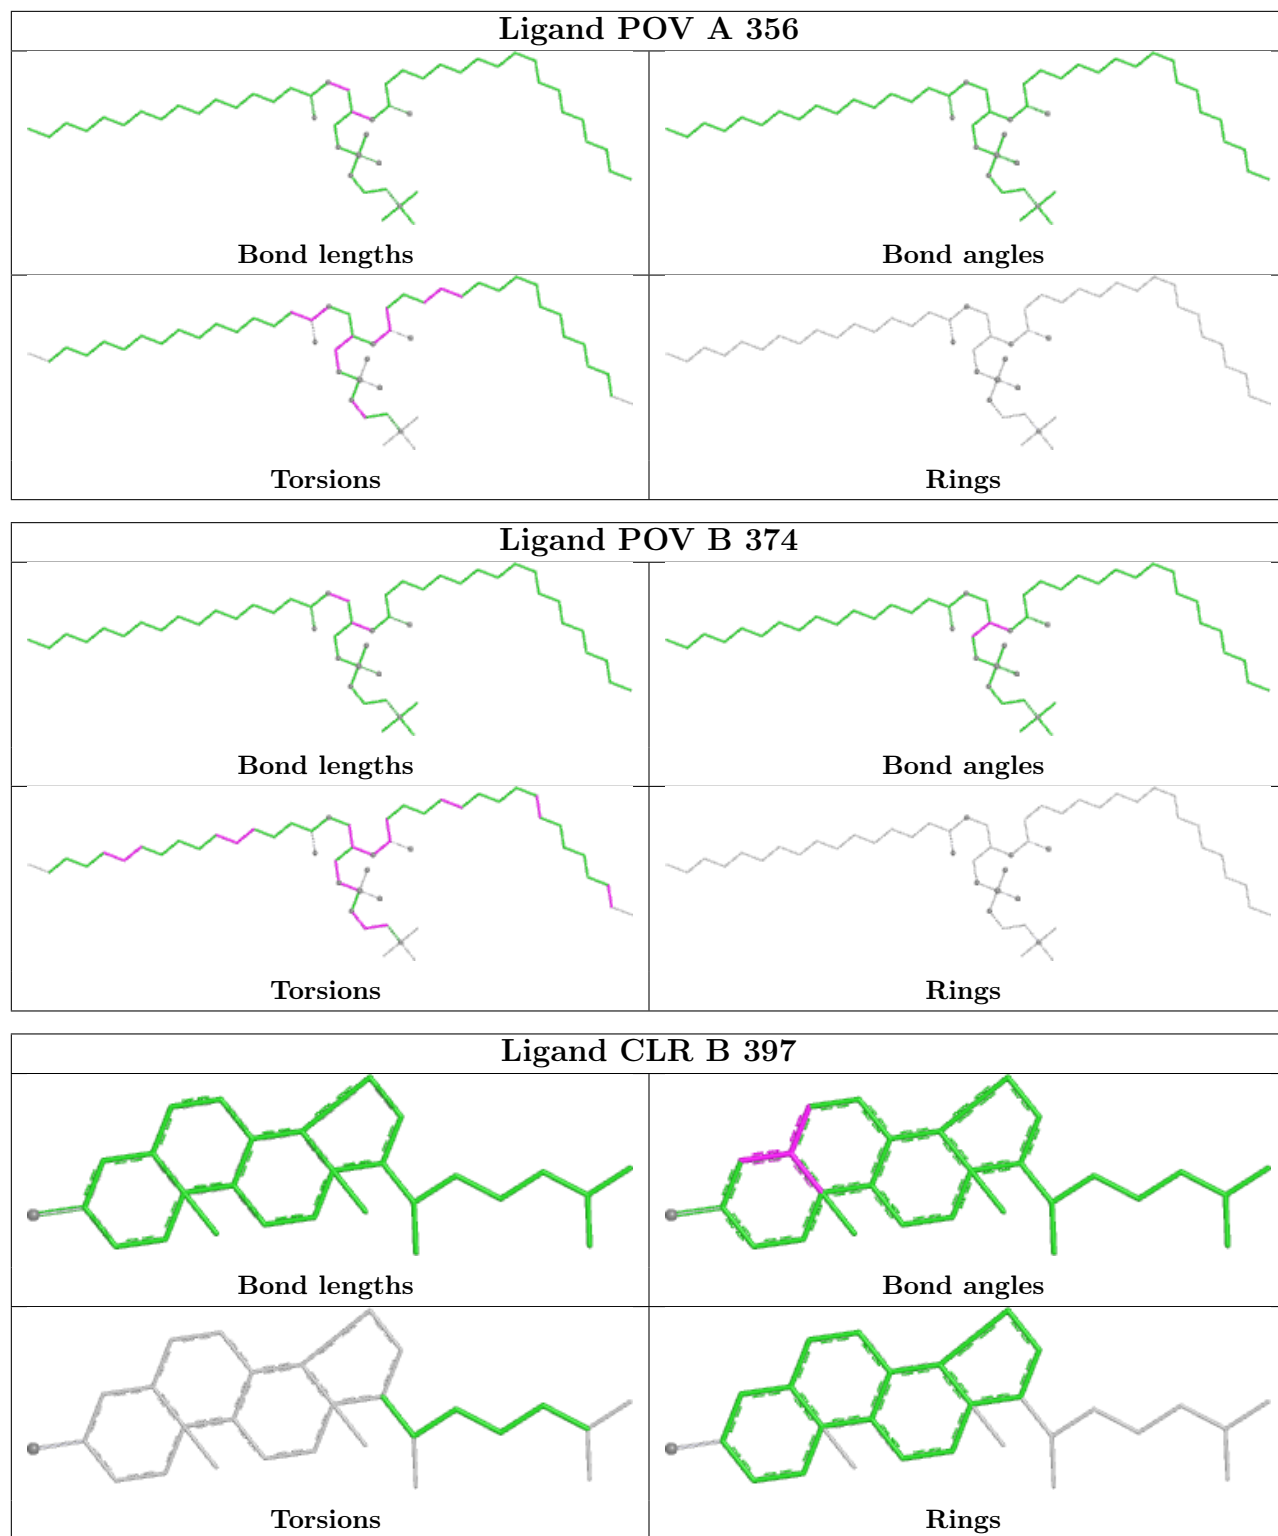 Ligand POV A 356
Bond lengths
Bond angles
Torsions
Rings
Ligand POV B 374
Bond lengths
Bond angles
Torsions
Rings
Ligand CLR B 397
Bond lengths
Bond angles
Torsions
Rings